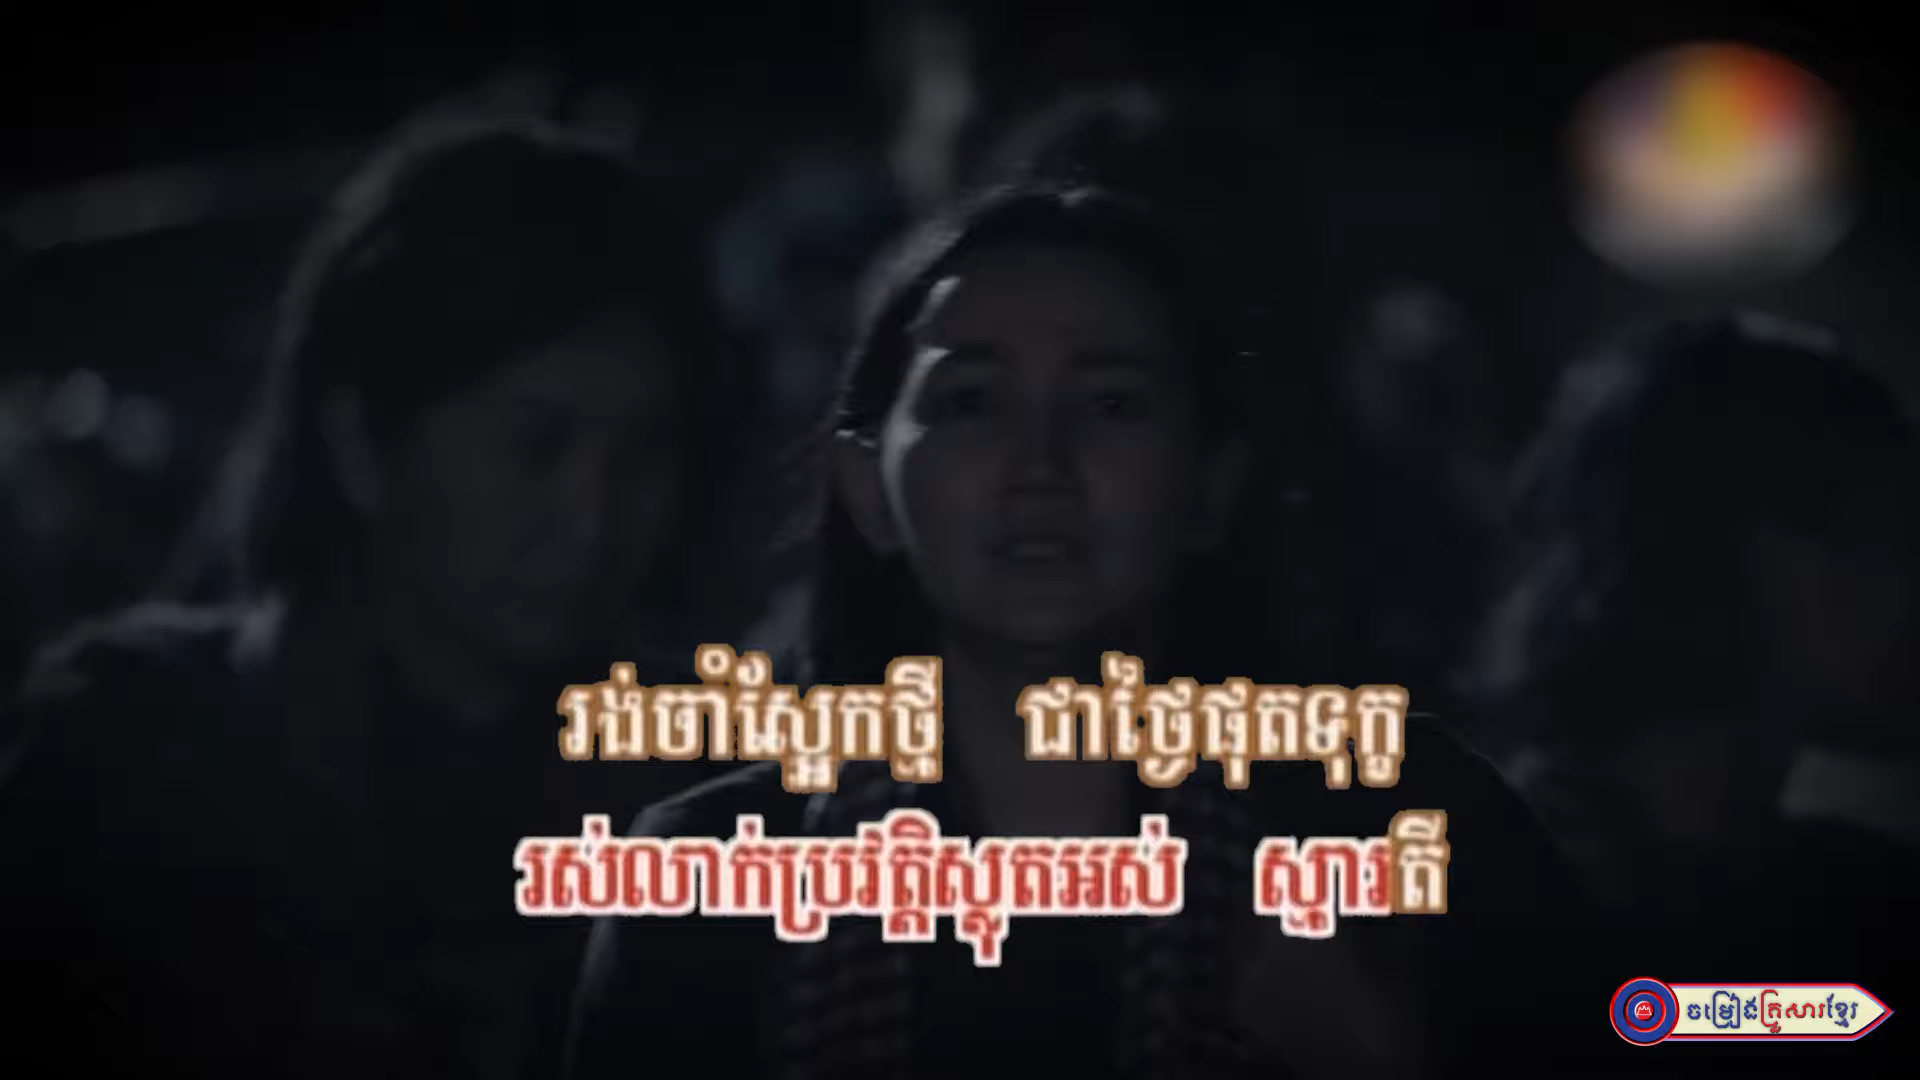 រង់ចាំស្អែកថ្មី ជាថ្ងៃផុតទុក្ខ
រស់លាក់ប្រវត្តិស្លុតអស់ ស្មារតី
ចម្រៀងគ្រួសារខ្មែរ